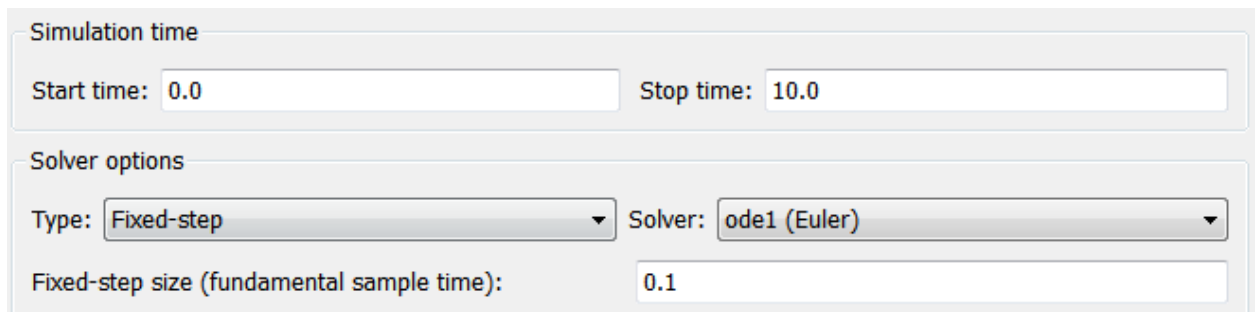 Simulation time
Start time: 0.0 Stop time: 10.0
Solver options
Type: Fixed-step Solver: ode1 (Euler)
Fixed-step size (fundamental sample time): 0.1